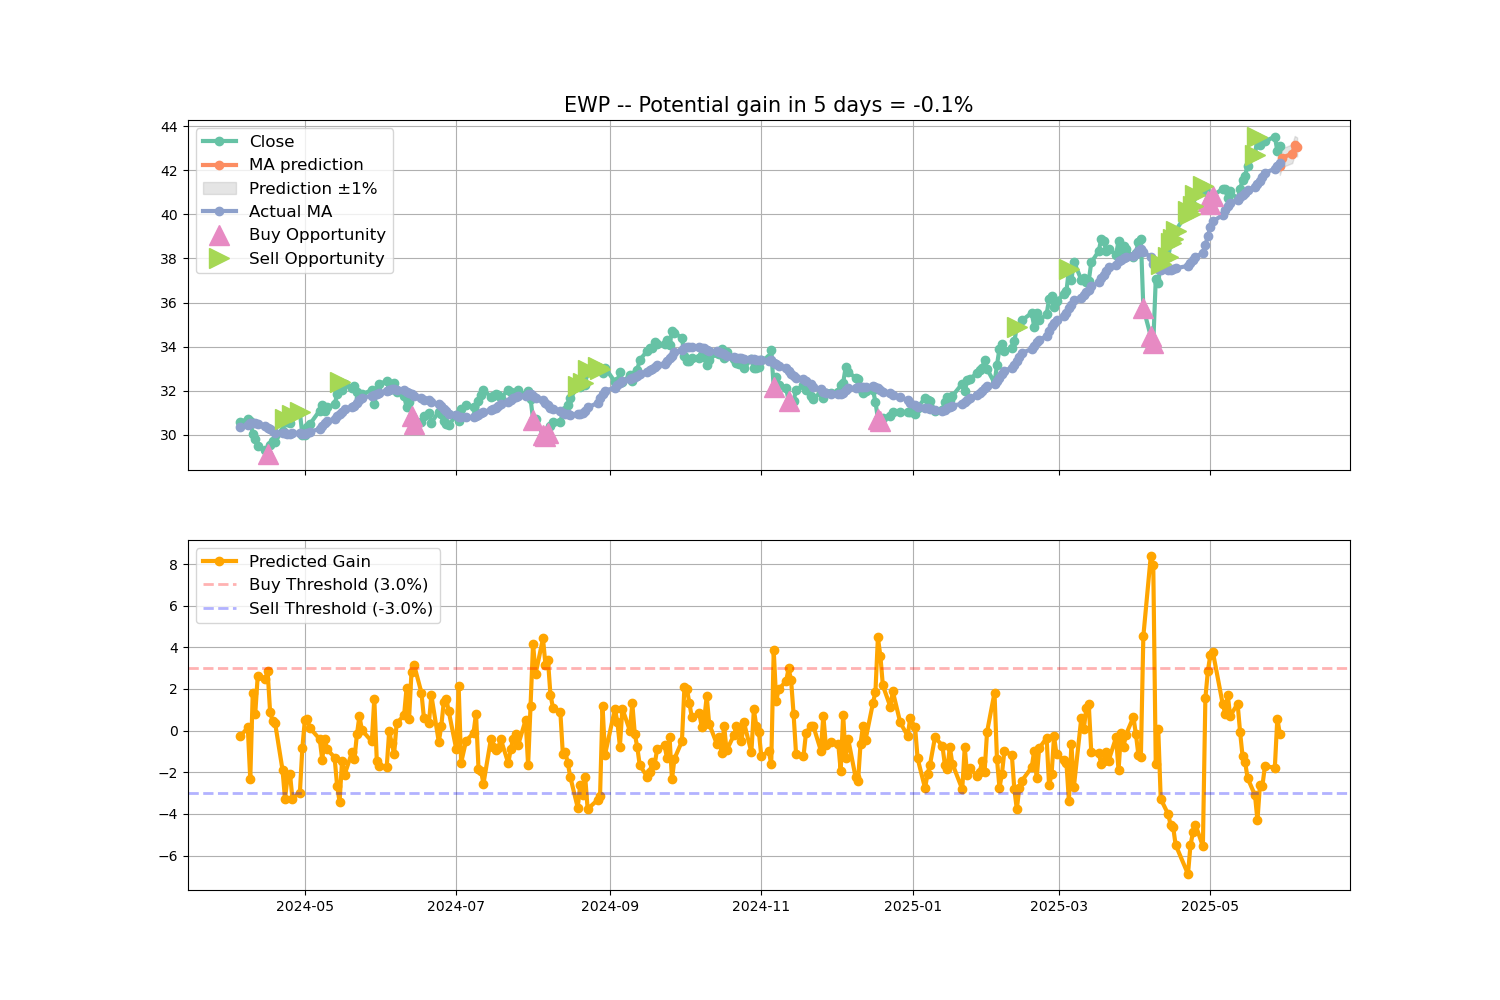 EWP -- Potential gain in 5 days = -0.1%
44
42
40
38
36
34
32
30
Close
MA prediction
Prediction ±1%
Actual MA
Buy Opportunity
Sell Opportunity
8
6
4
2
0
−2
−4
−6
Predicted Gain
Buy Threshold (3.0%)
Sell Threshold (-3.0%)
2024-05
2024-07
2024-09
2024-11
2025-01
2025-03
2025-05